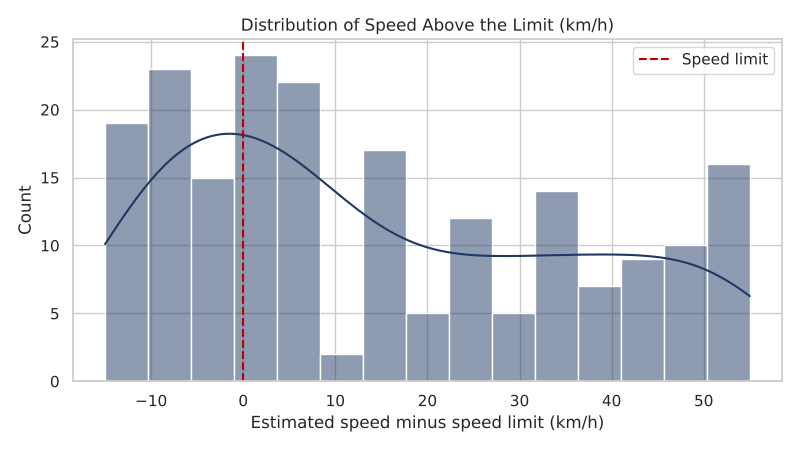 Distribution of Speed Above the Limit (km/h)
Speed limit
25
20
15
10
5
0
Count
−10 0 10 20 30 40 50
Estimated speed minus speed limit (km/h)